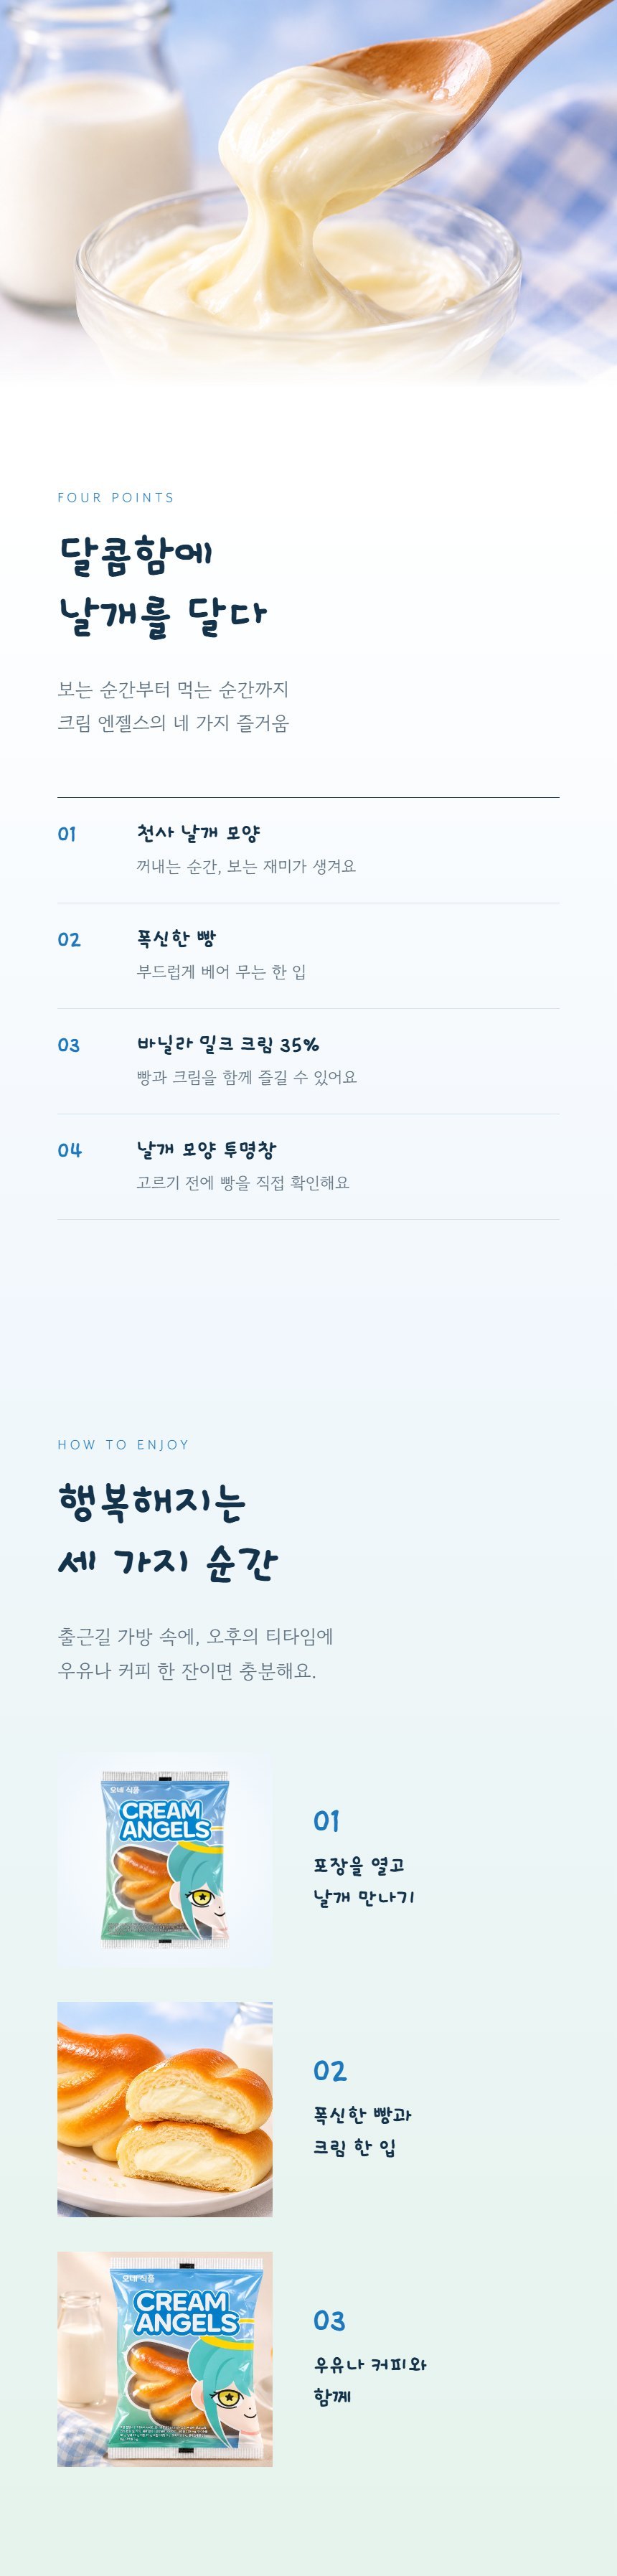 FOUR POINTS
달콤함에
날개를 달다
보는 순간부터 먹는 순간까지
크림 엔젤스의 네 가지 즐거움
01
천사 날개 모양
꺼내는 순간, 보는 재미가 생겨요
02
폭신한 빵
부드럽게 베어 무는 한 입
03
바닐라 밀크 크림 35%
빵과 크림을 함께 즐길 수 있어요
04
날개 모양 투명창
고르기 전에 빵을 직접 확인해요
HOW TO ENJOY
행복해지는
세 가지 순간
출근길 가방 속에, 오후의 티타임에
우유나 커피 한 잔이면 충분해요.
오네 식품
CREAM
ANGELS
01
포장을 열고
날개 만나기
02
폭신한 빵과
크림 한 입
오네 식품
CREAM
ANGELS
03
우유나 커피와
함께